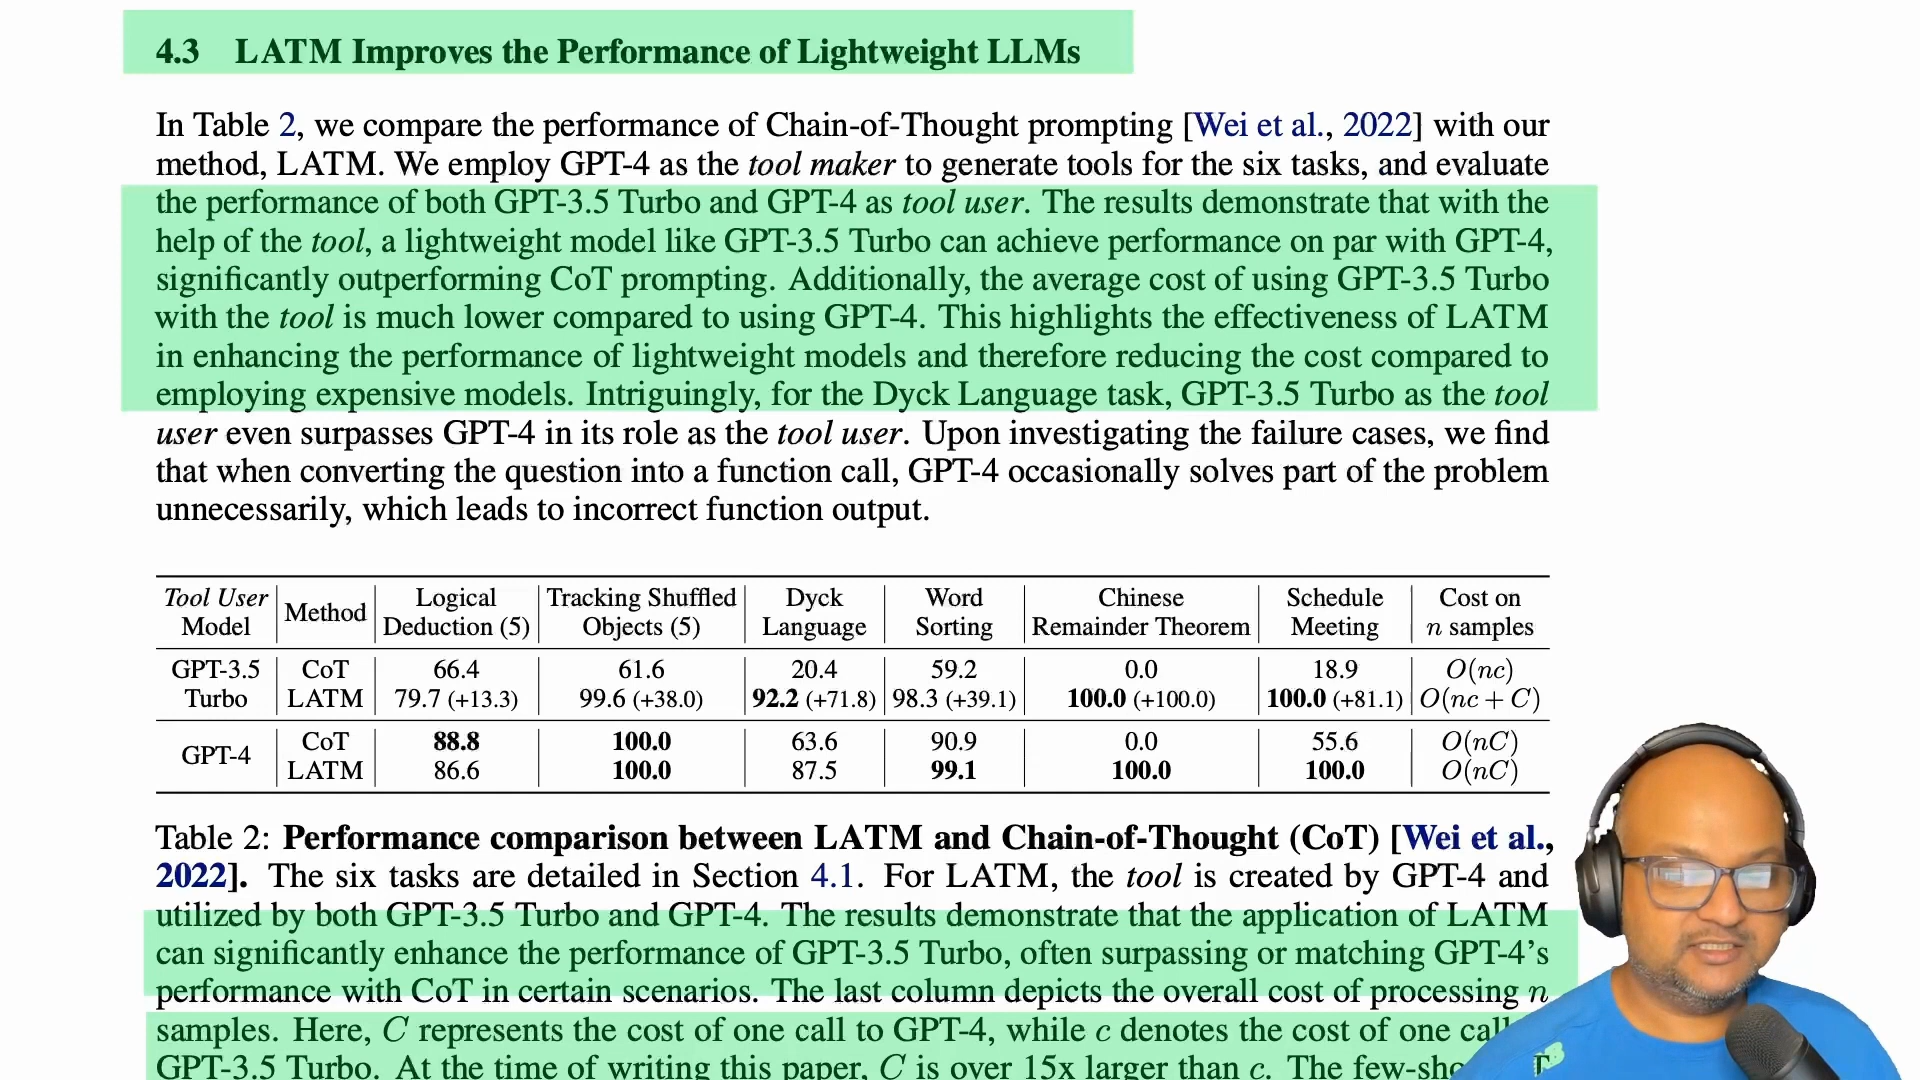 4.3 LATM Improves the Performance of Lightweight LLMs
In Table 2, we compare the performance of Chain-of-Thought prompting [Wei et al., 2022] with our
method, LATM. We employ GPT-4 as the tool maker to generate tools for the six tasks, and evaluate
the performance of both GPT-3.5 Turbo and GPT-4 as tool user. The results demonstrate that with the
help of the tool, a lightweight model like GPT-3.5 Turbo can achieve performance on par with GPT-4,
significantly outperforming CoT prompting. Additionally, the average cost of using GPT-3.5 Turbo
with the tool is much lower compared to using GPT-4. This highlights the effectiveness of LATM
in enhancing the performance of lightweight models and therefore reducing the cost compared to
employing expensive models. Intriguingly, for the Dyck Language task, GPT-3.5 Turbo as the tool
user even surpasses GPT-4 in its role as the tool user. Upon investigating the failure cases, we find
that when converting the question into a function call, GPT-4 occasionally solves part of the problem
unnecessarily, which leads to incorrect function output.
Tool User Model | Method | Logical Deduction (5) | Tracking Shuffled Objects (5) | Dyck Language | Word Sorting | Chinese Remainder Theorem | Schedule Meeting | Cost on n samples
GPT-3.5 CoT 66.4 61.6 20.4 59.2 0.0 18.9 O(nc)
Turbo LATM 79.7 (+13.3) 99.6 (+38.0) 92.2 (+71.8) 98.3 (+39.1) 100.0 (+100.0) 100.0 (+81.1) O(nc + C)
GPT-4 CoT 88.8 100.0 63.6 90.9 0.0 55.6 O(nC)
LATM 86.6 100.0 87.5 99.1 100.0 100.0 O(nC)
Table 2: Performance comparison between LATM and Chain-of-Thought (CoT) [Wei et al.,
2022]. The six tasks are detailed in Section 4.1. For LATM, the tool is created by GPT-4 and
utilized by both GPT-3.5 Turbo and GPT-4. The results demonstrate that the application of LATM
can significantly enhance the performance of GPT-3.5 Turbo, often surpassing or matching GPT-4's
performance with CoT in certain scenarios. The last column depicts the overall cost of processing n
samples. Here, C represents the cost of one call to GPT-4, while c denotes the cost of one
GPT-3.5 Turbo. At the time of writing this paper, C is over 15x larger than c. The